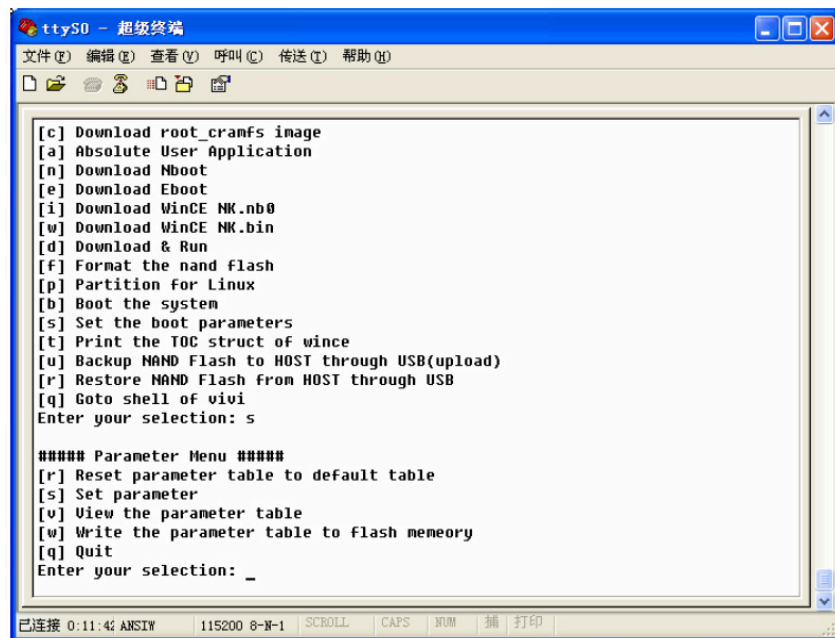 ttyS0 - 超级终端
文件(F) 编辑(E) 查看(V) 呼叫(C) 传送(T) 帮助(H)
[c] Download root_cramfs image
[a] Absolute User Application
[n] Download Nboot
[e] Download Eboot
[i] Download WinCE NK.nb0
[w] Download WinCE NK.bin
[d] Download & Run
[f] Format the nand flash
[p] Partition for Linux
[b] Boot the system
[s] Set the boot parameters
[t] Print the TOC struct of wince
[u] Backup NAND Flash to HOST through USB(upload)
[r] Restore NAND Flash from HOST through USB
[q] Goto shell of vivi
Enter your selection: s
##### Parameter Menu #####
[r] Reset parameter table to default table
[s] Set parameter
[v] View the parameter table
[w] Write the parameter table to flash memeory
[q] Quit
Enter your selection: _
已连接 0:11:42 ANSIW 115200 8-N-1 SCROLL CAPS NUM 捕 打印